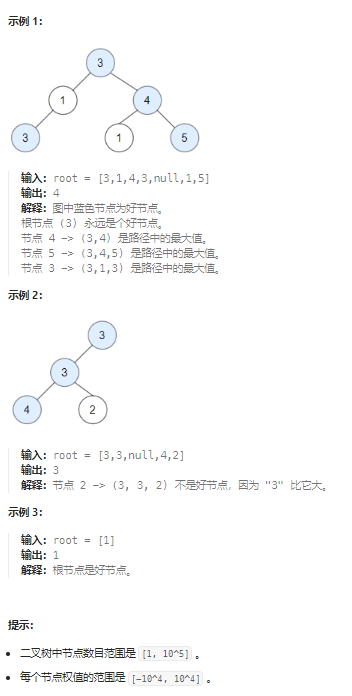 示例 1：
3
1
4
3
1
5
输入：root = [3,1,4,3,null,1,5]
输出：4
解释：图中蓝色节点为好节点。
根节点 (3) 永远是个好节点。
节点 4 -> (3,4) 是路径中的最大值。
节点 5 -> (3,4,5) 是路径中的最大值。
节点 3 -> (3,1,3) 是路径中的最大值。
示例 2：
3
3
4
2
输入：root = [3,3,null,4,2]
输出：3
解释：节点 2 -> (3, 3, 2) 不是好节点，因为 "3" 比它大。
示例 3：
输入：root = [1]
输出：1
解释：根节点是好节点。
提示：
• 二叉树中节点数目范围是 [1, 10^5] 。
• 每个节点权值的范围是 [-10^4, 10^4] 。